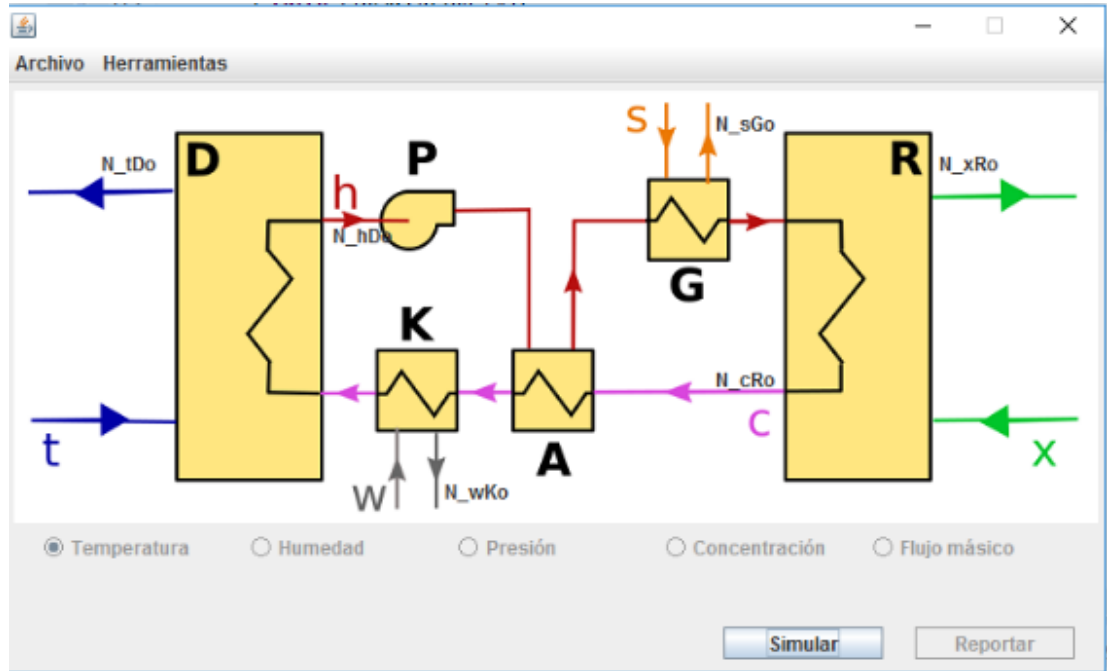 Archivo Herramientas
S N_sGo
N_tDo D P R N_xRo
h
N_hDo
G
K
N_cRo
t C x
A
W N_wKo
Temperatura Humedad Presión Concentración Flujo másico
Simular Reportar